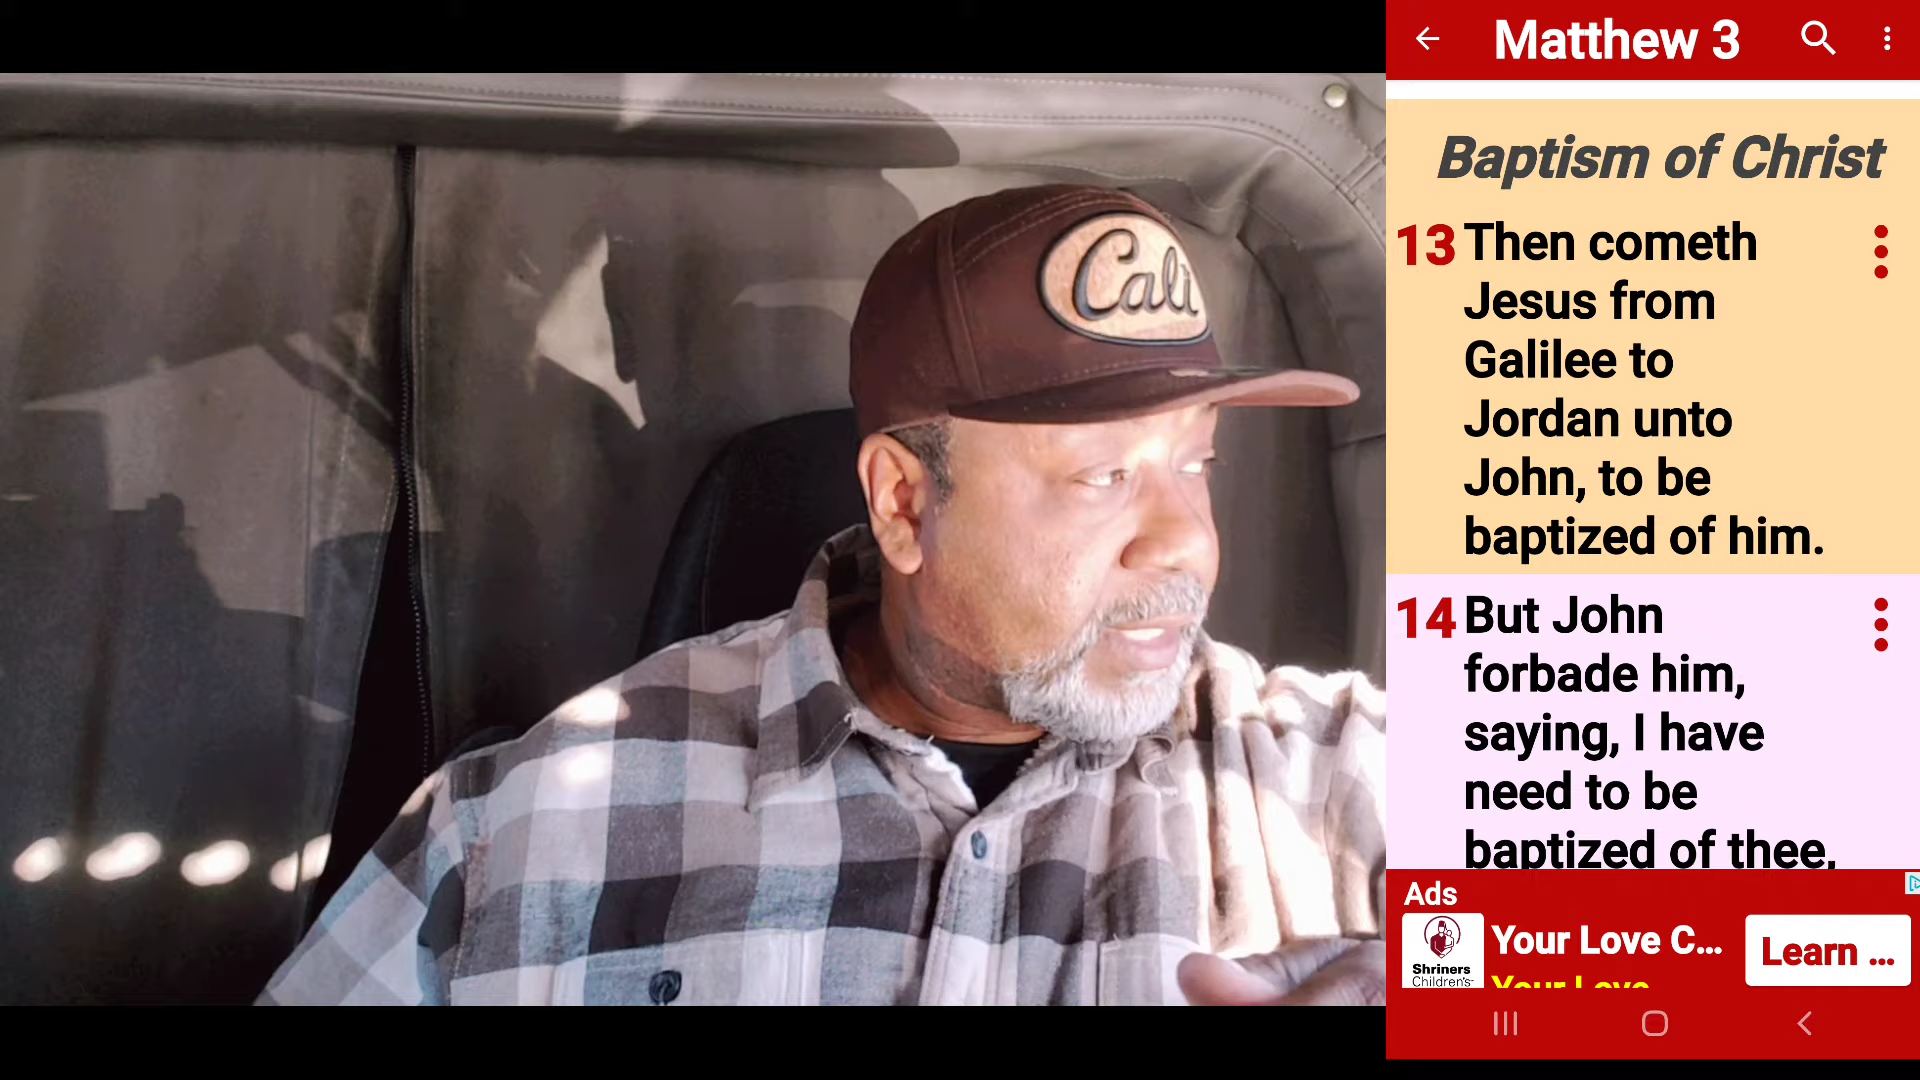 Cali
Matthew 3
Baptism of Christ
13 Then cometh
Jesus from
Galilee to
Jordan unto
John, to be
baptized of him.
14 But John
forbade him,
saying, I have
need to be
baptized of thee,
Ads
Your Love C...
Learn ...
Shriners
Children's
Your Love